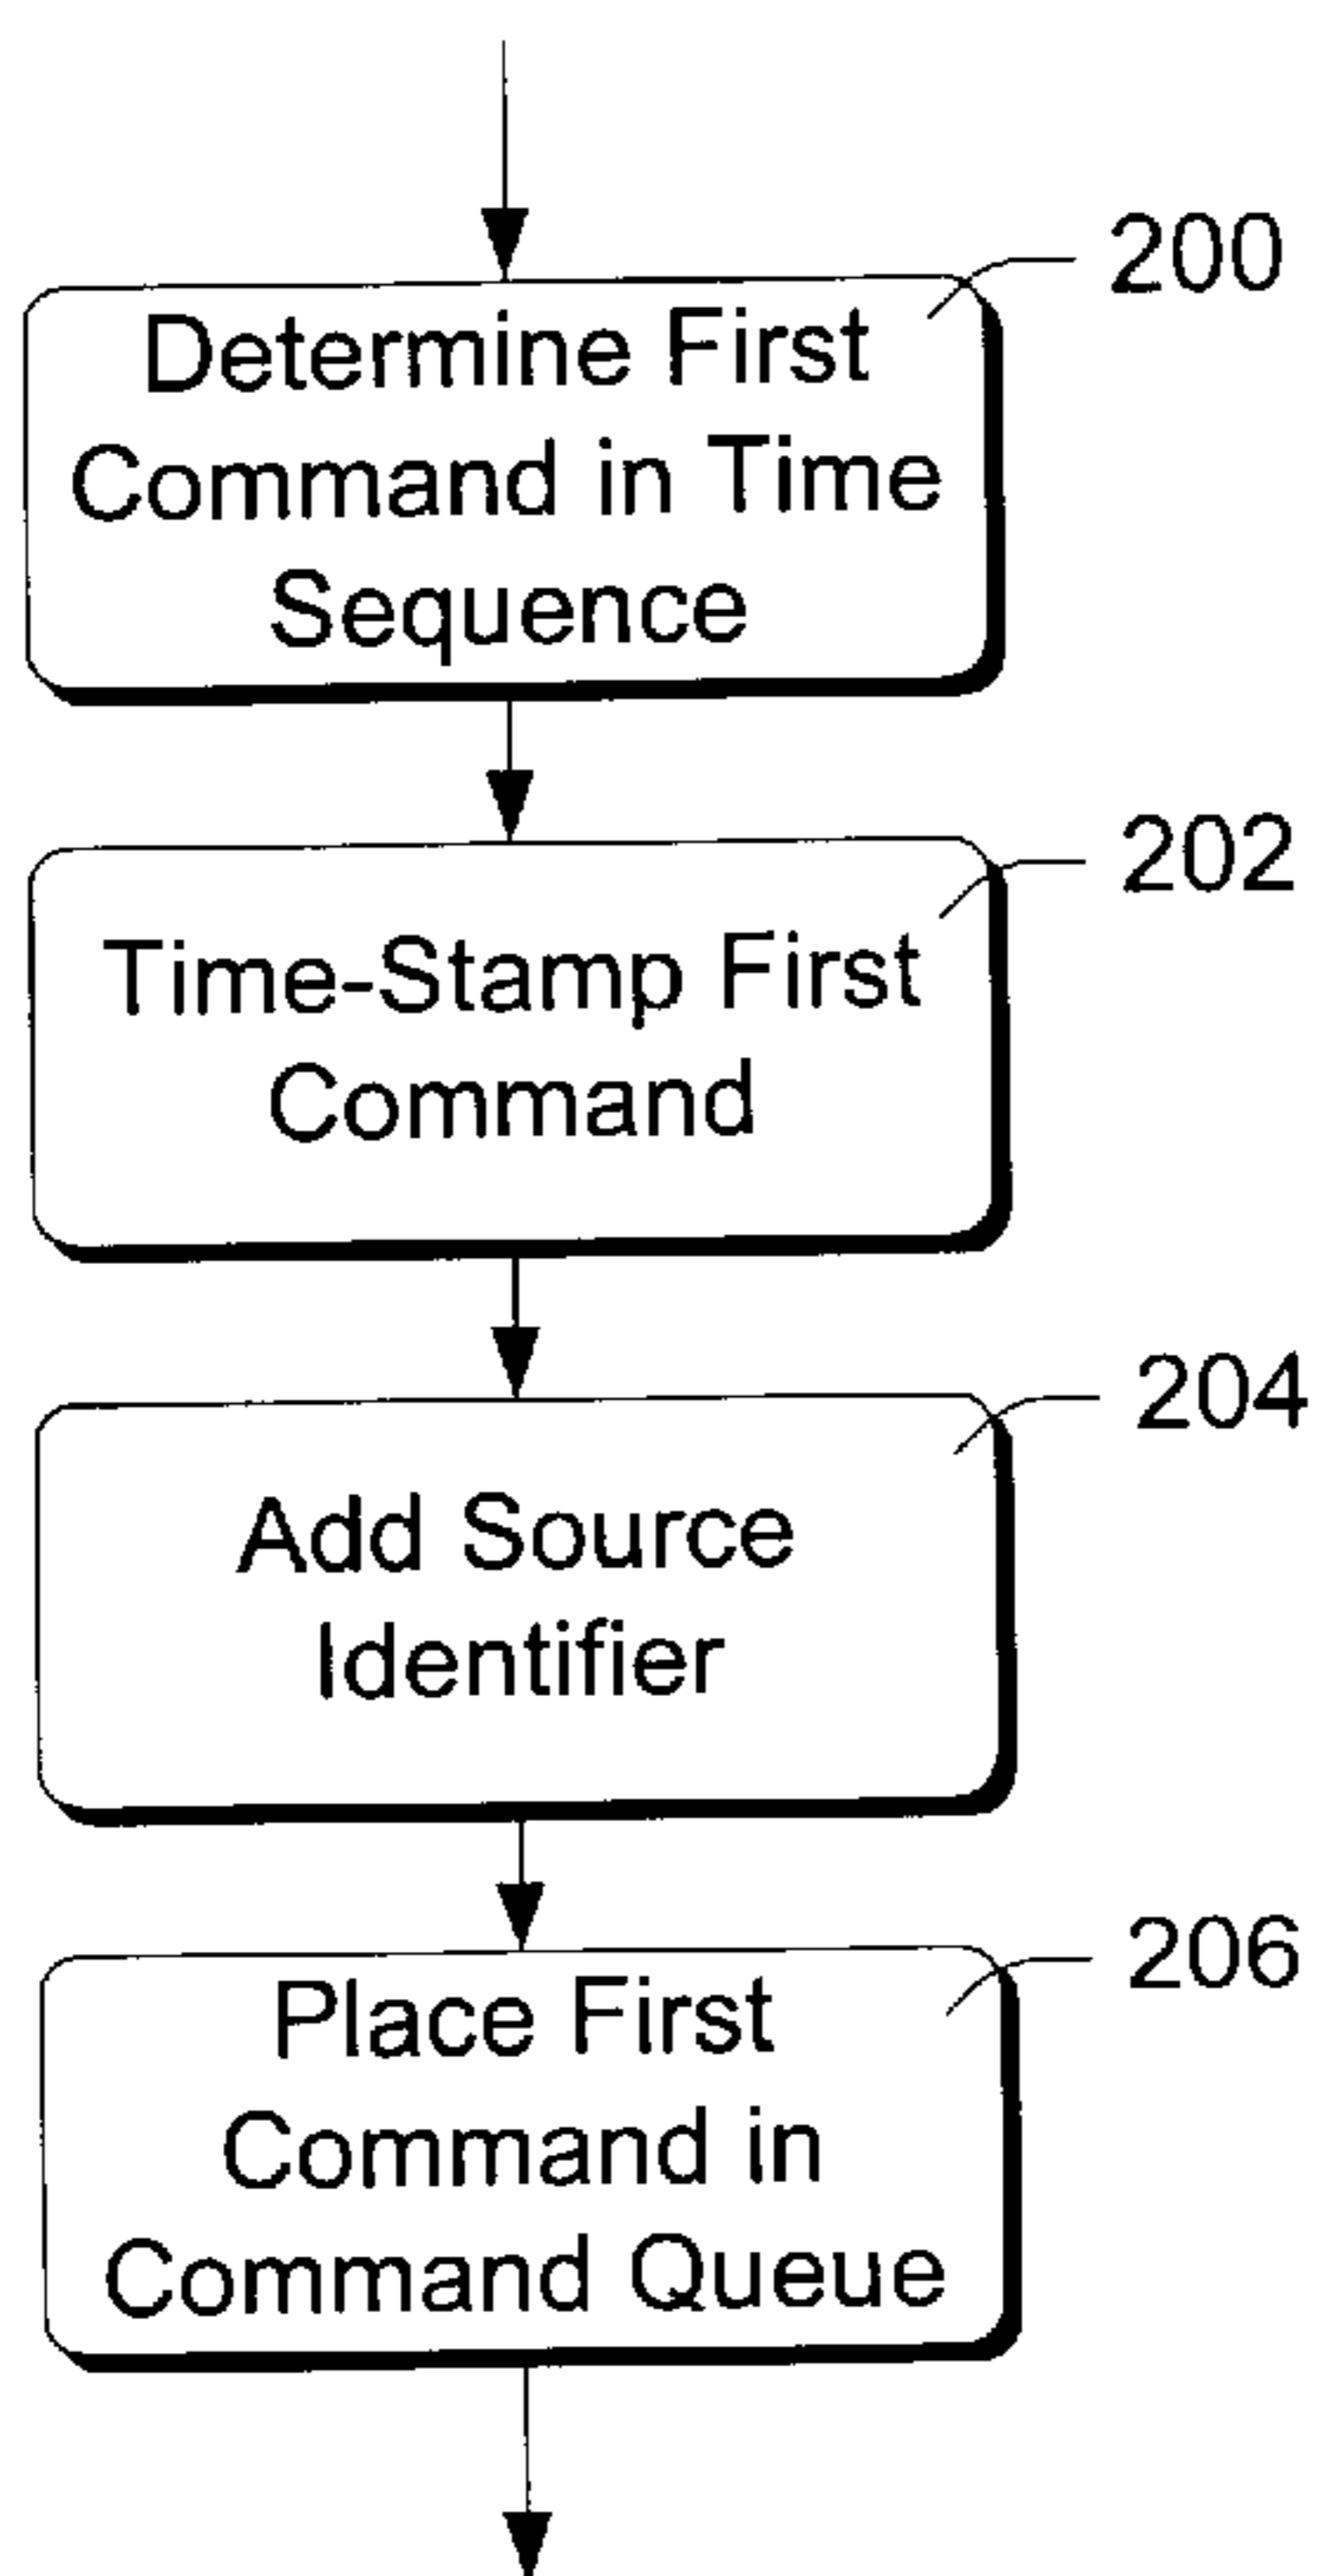 200
Determine First
Command in Time
Sequence
202
Time-Stamp First
Command
204
Add Source
Identifier
206
Place First
Command in
Command Queue